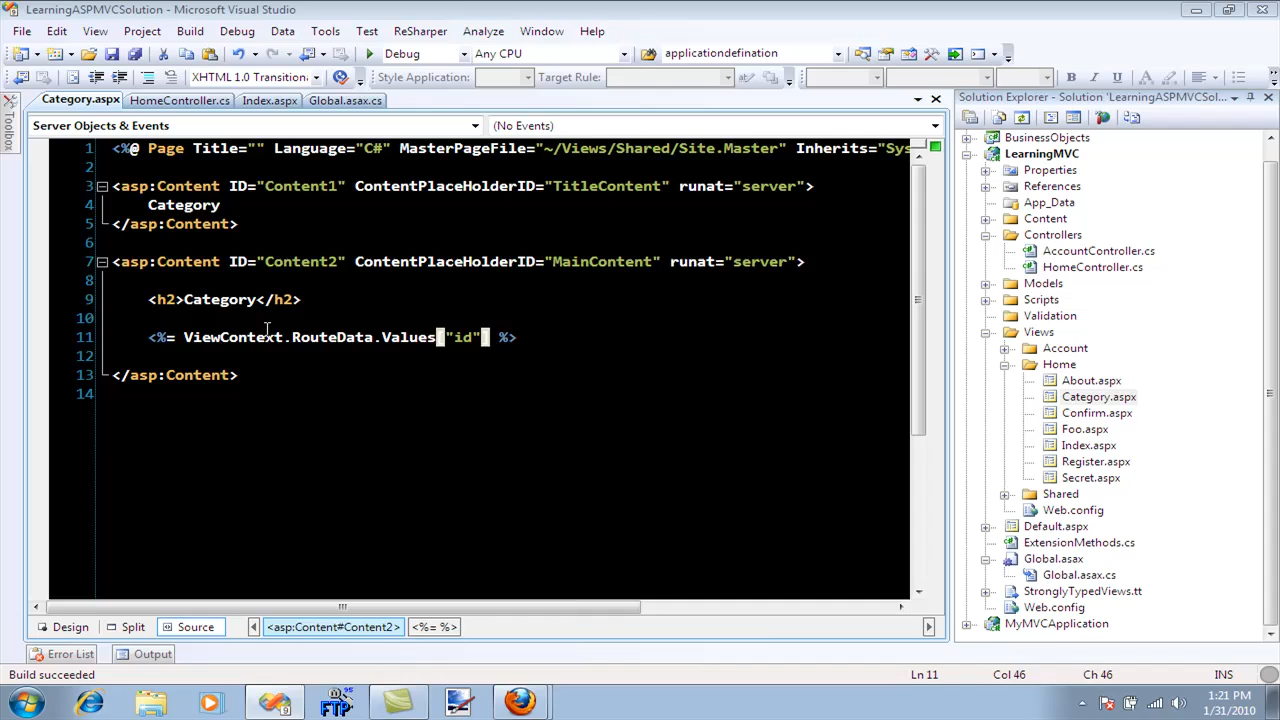 LearningASPMVCSolution - Microsoft Visual Studio
File Edit View Project Build Debug Data Tools Test ReSharper Analyze Window Help
Debug Any CPU applicationdefination
XHTML 1.0 Transition Style Application: Target Rule: B I U A
Category.aspx HomeController.cs Index.aspx Global.asax.cs
Server Objects & Events (No Events)
1 <%@ Page Title="" Language="C#" MasterPageFile="~/Views/Shared/Site.Master" Inherits="Sys
2
3 <asp:Content ID="Content1" ContentPlaceHolderID="TitleContent" runat="server">
4 Category
5 </asp:Content>
6
7 <asp:Content ID="Content2" ContentPlaceHolderID="MainContent" runat="server">
8
9 <h2>Category</h2>
10
11 <%= ViewContext.RouteData.Values["id"] %>
12
13 </asp:Content>
14
Design Split Source <asp:Content#Content2> <%= %>
Error List Output
Build succeeded Ln 11 Col 46 Ch 46 INS
Toolbox
Solution Explorer - Solution 'LearningASPMVCSol...
BusinessObjects
LearningMVC
Properties
References
App_Data
Content
Controllers
AccountController.cs
HomeController.cs
Models
Scripts
Validation
Views
Account
Home
About.aspx
Category.aspx
Confirm.aspx
Foo.aspx
Index.aspx
Register.aspx
Secret.aspx
Shared
Web.config
Default.aspx
ExtensionMethods.cs
Global.asax
Global.asax.cs
StronglyTypedViews.tt
Web.config
MyMVCApplication
9 FTP
1:21 PM
1/31/2010